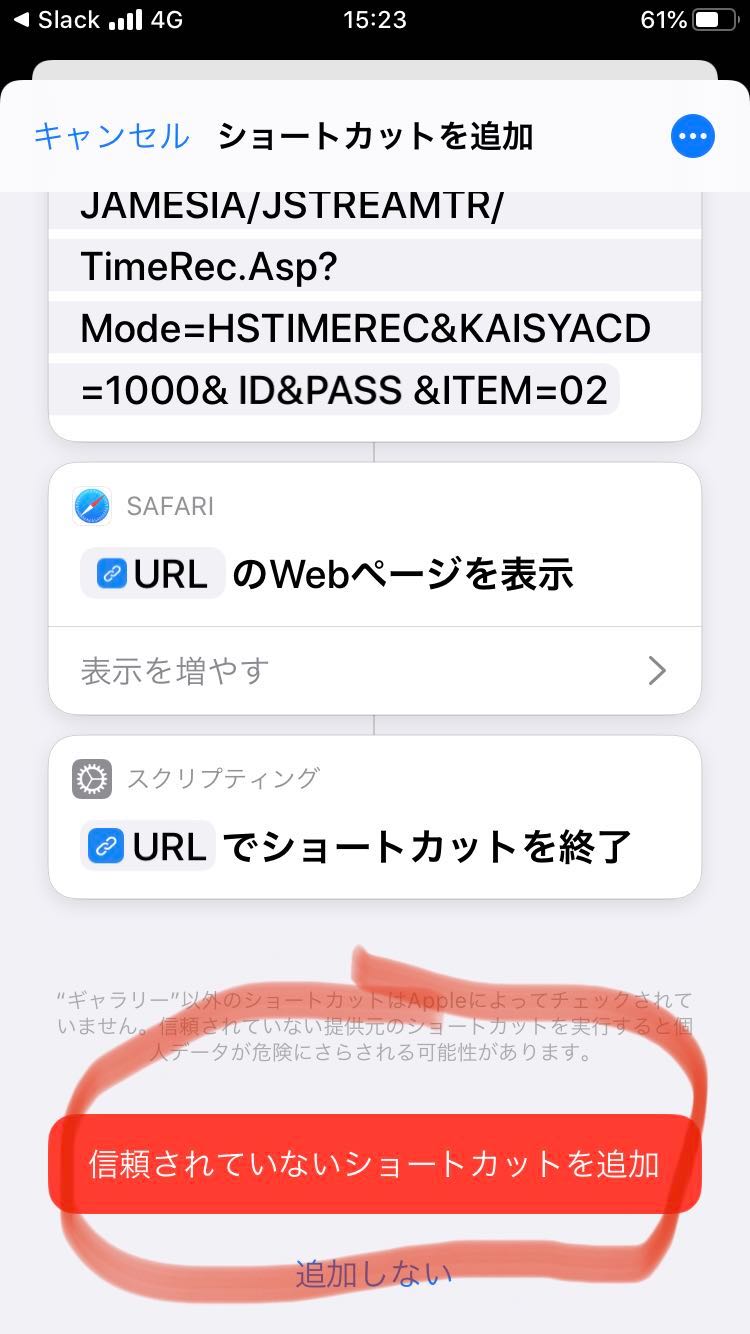 Slack 4G 15:23 61%
キャンセル ショートカットを追加
JAMESIA/JSTREAMTR/
TimeRec.Asp?
Mode=HSTIMEREC&KAISYACD
=1000& ID&PASS &ITEM=02
SAFARI
URL のWebページを表示
表示を増やす
スクリプティング
URL でショートカットを終了
“ギャラリー”以外のショートカットはAppleによってチェックされて
いません。信頼されていない提供元のショートカットを実行すると個
人データが危険にさらされる可能性があります。
信頼されていないショートカットを追加
追加しない